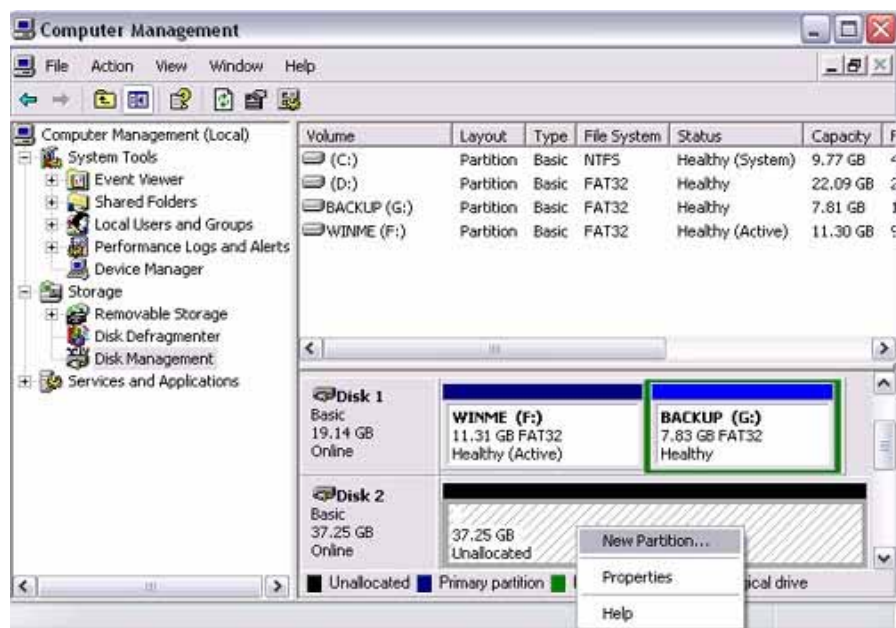 Computer Management
File Action View Window Help
Computer Management (Local)
System Tools
Event Viewer
Shared Folders
Local Users and Groups
Performance Logs and Alerts
Device Manager
Storage
Removable Storage
Disk Defragmenter
Disk Management
Services and Applications
Volume Layout Type File System Status Capacity
(C:) Partition Basic NTFS Healthy (System) 9.77 GB
(D:) Partition Basic FAT32 Healthy 22.09 GB
BACKUP (G:) Partition Basic FAT32 Healthy 7.81 GB
WINME (F:) Partition Basic FAT32 Healthy (Active) 11.30 GB
Disk 1
Basic
19.14 GB
Online
WINME (F:)
11.31 GB FAT32
Healthy (Active)
BACKUP (G:)
7.83 GB FAT32
Healthy
Disk 2
Basic
37.25 GB
Online
37.25 GB
Unallocated
New Partition...
Properties
Help
Unallocated Primary partition ical drive